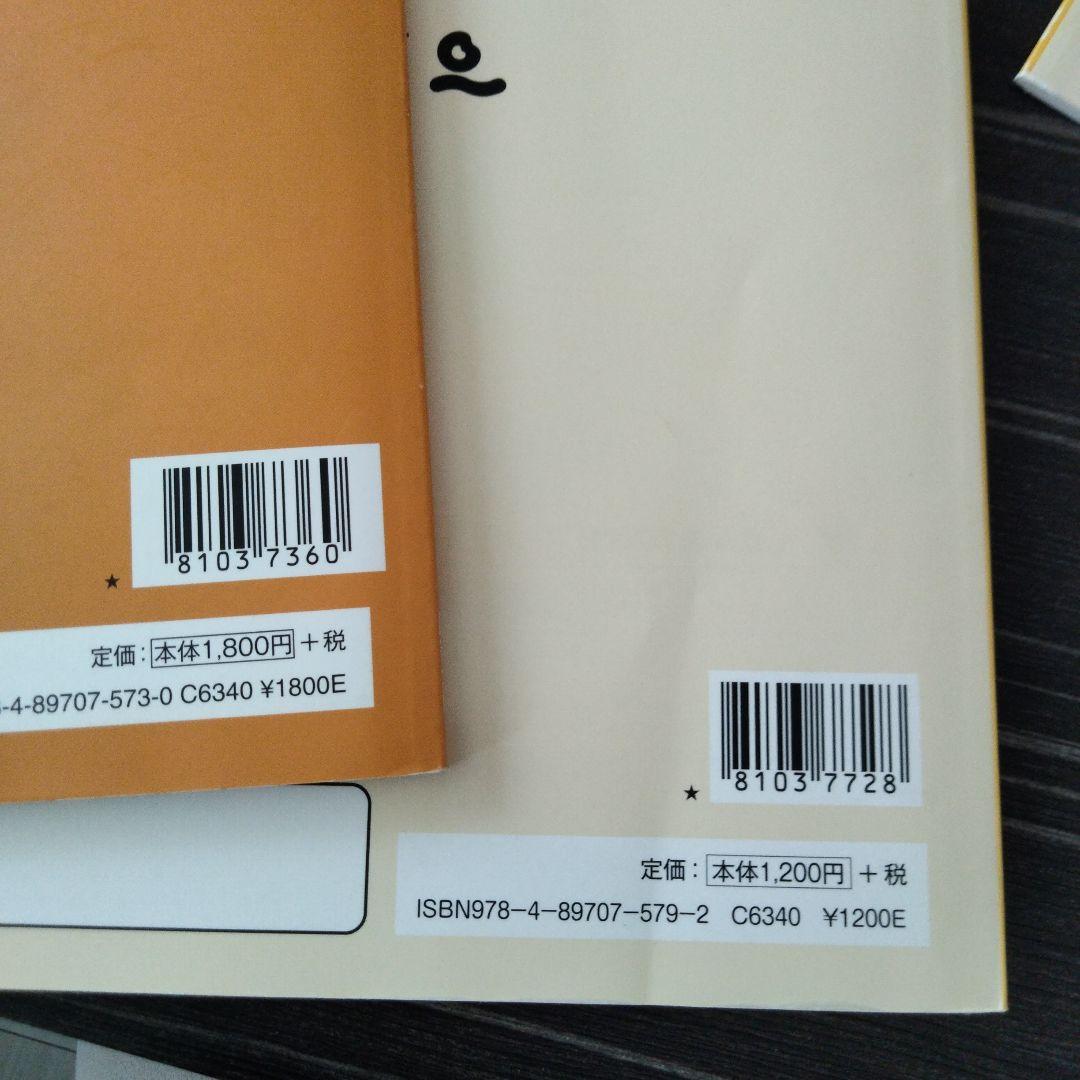 8103 7360
★
定価：本体1,800円＋税
-4-89707-573-0 C6340 ¥1800E
8103 7728
★
定価：本体1,200円＋税
ISBN978-4-89707-579-2 C6340 ¥1200E